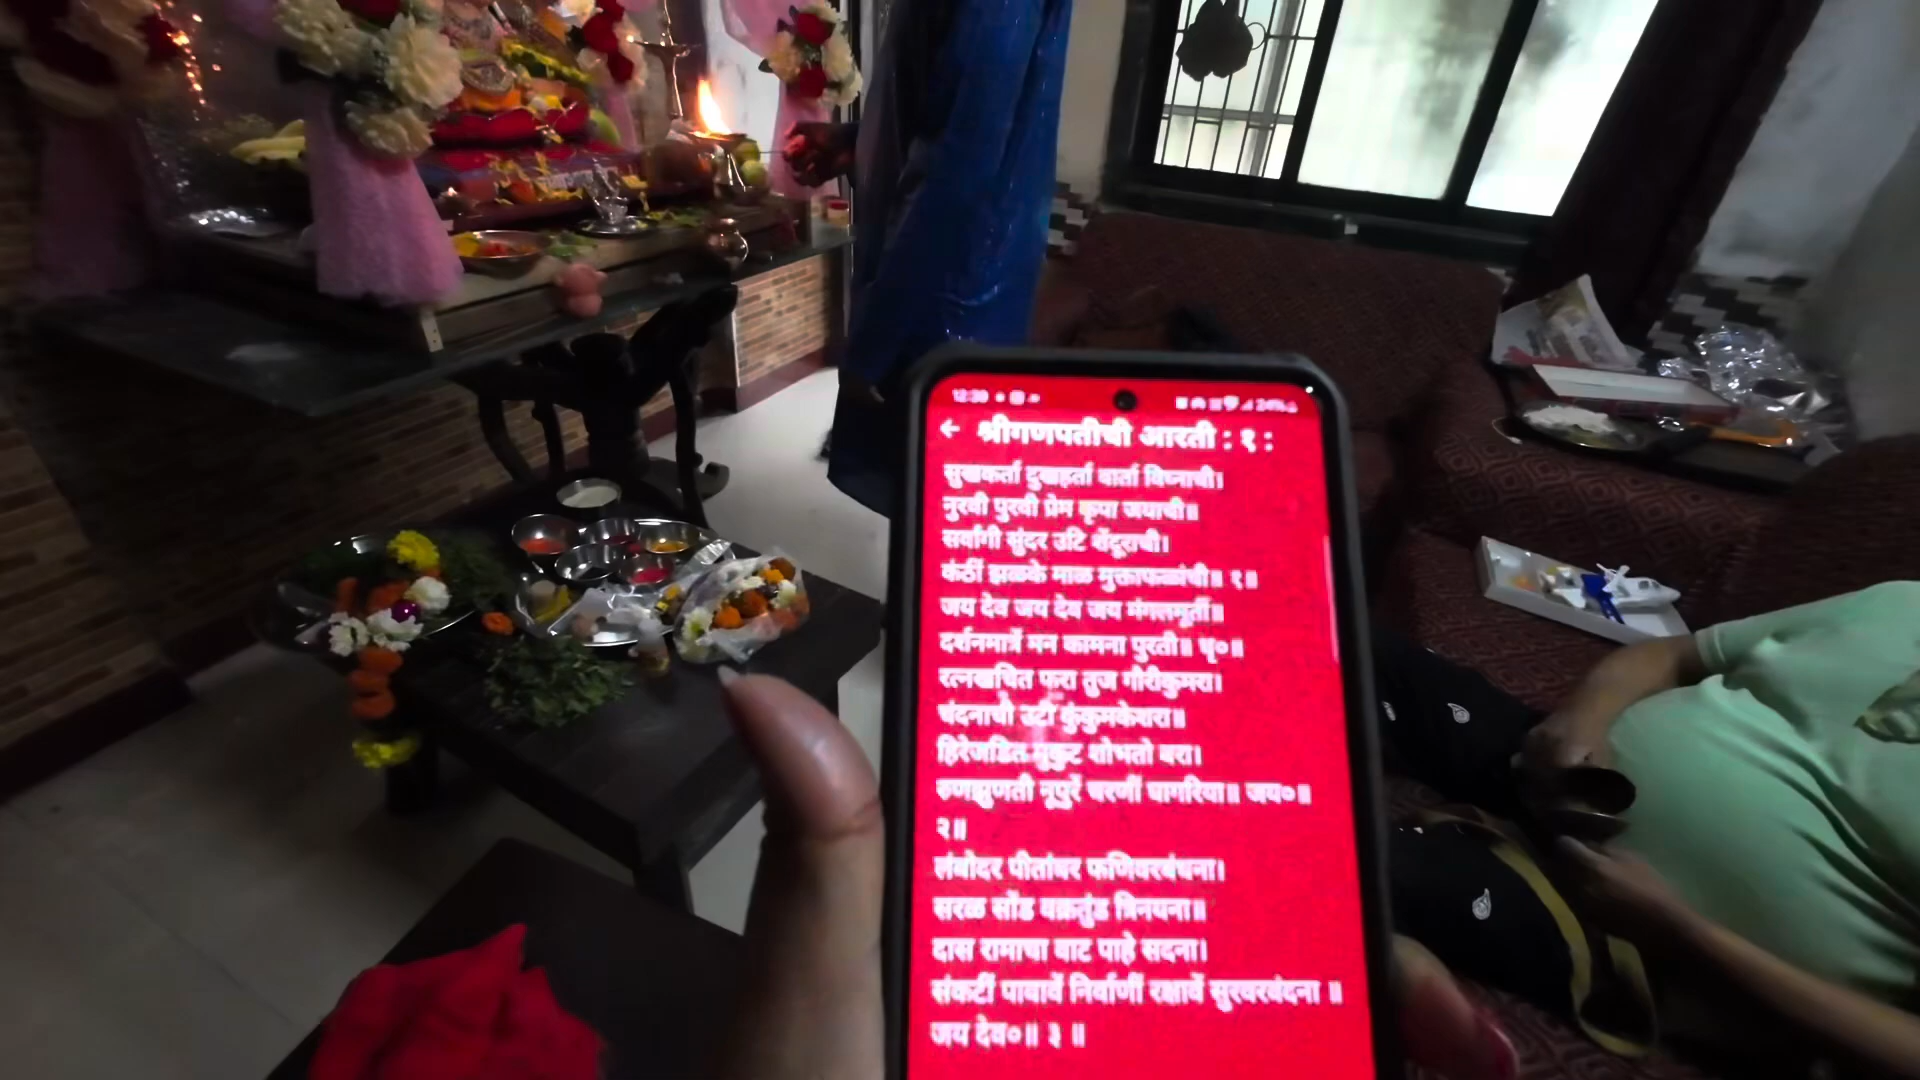 12:39
24%
श्रीगणपतीची आरती : १ :
सुखकर्ता दुखहर्ता वार्ता विघ्नाची।
नुरवी पुरवी प्रेम कृपा जयाची॥
सर्वांगी सुंदर उटि शेंदूराची।
कंठीं झळके माळ मुक्ताफळांची॥ १॥
जय देव जय देव जय मंगलमूर्ती॥
दर्शनमात्रें मन कामना पुरती॥ धृ०॥
रत्नखचित फरा तुज गौरीकुमरा।
चंदनाची उटी कुंकुमकेशरा॥
हिरेजडित मुकुट शोभतो बरा।
रुणझुणती नूपुरें चरणीं घागरिया॥ जय०॥
२॥
लंबोदर पीतांबर फणिवरबंधना।
सरळ सोंड वक्रतुंड त्रिनयना॥
दास रामाचा वाट पाहे सदना।
संकटीं पावावें निर्वाणीं रक्षावें सुरवरवंदना ॥
जय देव०॥ ३ ॥